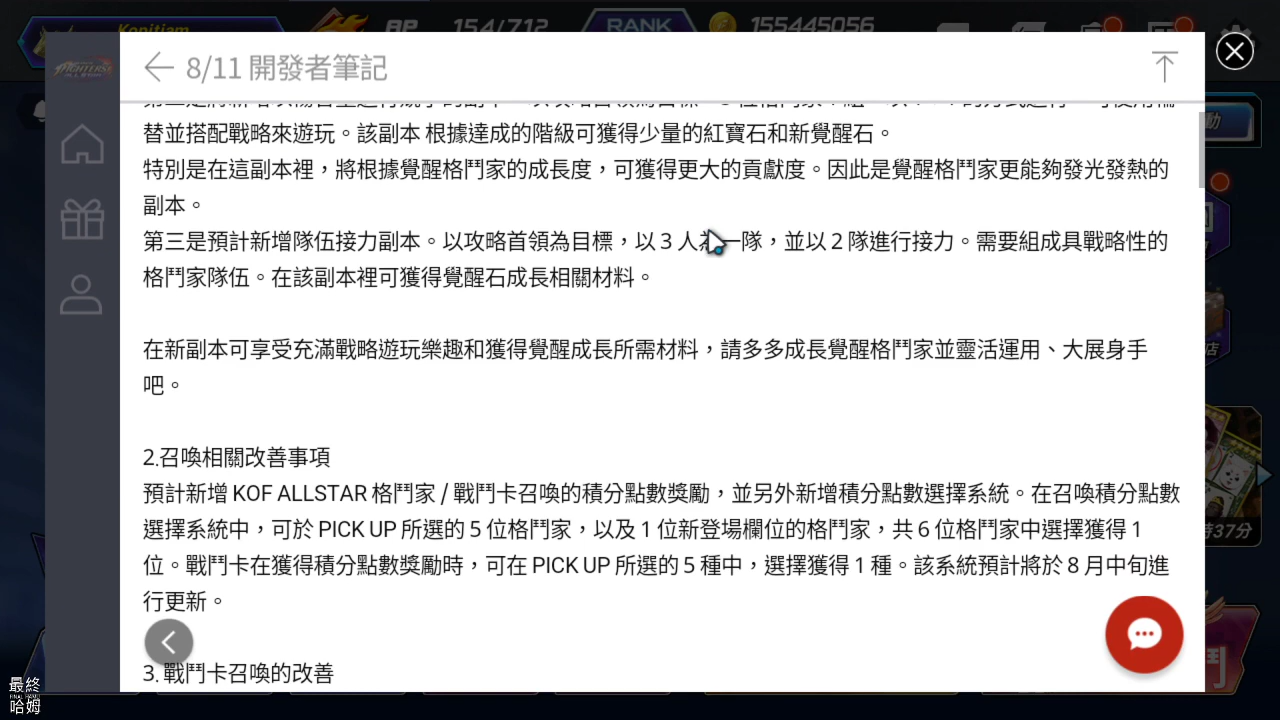 Konitiam
AP
154/712
RANK
155445056
8/11 開發者筆記
替並搭配戰略來遊玩。該副本 根據達成的階級可獲得少量的紅寶石和新覺醒石。
特別是在這副本裡，將根據覺醒格鬥家的成長度，可獲得更大的貢獻度。因此是覺醒格鬥家更能夠發光發熱的
副本。
第三是預計新增隊伍接力副本。以攻略首領為目標，以 3 人為一隊，並以 2 隊進行接力。需要組成具戰略性的
格鬥家隊伍。在該副本裡可獲得覺醒石成長相關材料。
在新副本可享受充滿戰略遊玩樂趣和獲得覺醒成長所需材料，請多多成長覺醒格鬥家並靈活運用、大展身手
吧。
2.召喚相關改善事項
預計新增 KOF ALLSTAR 格鬥家 / 戰鬥卡召喚的積分點數獎勵，並另外新增積分點數選擇系統。在召喚積分點數
選擇系統中，可於 PICK UP 所選的 5 位格鬥家，以及 1 位新登場欄位的格鬥家，共 6 位格鬥家中選擇獲得 1
位。戰鬥卡在獲得積分點數獎勵時，可在 PICK UP 所選的 5 種中，選擇獲得 1 種。該系統預計將於 8 月中旬進
行更新。
3. 戰鬥卡召喚的改善
動
店
37分
鬥
最終
哈姆